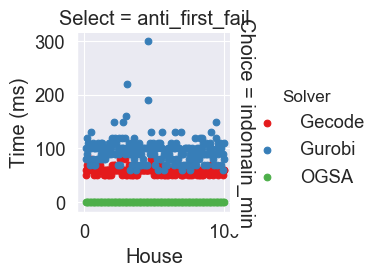 Select = anti_first_fail
Choice = indomain_min
Time (ms)
300
200
100
0
0
House
Solver
Gecode
Gurobi
OGSA